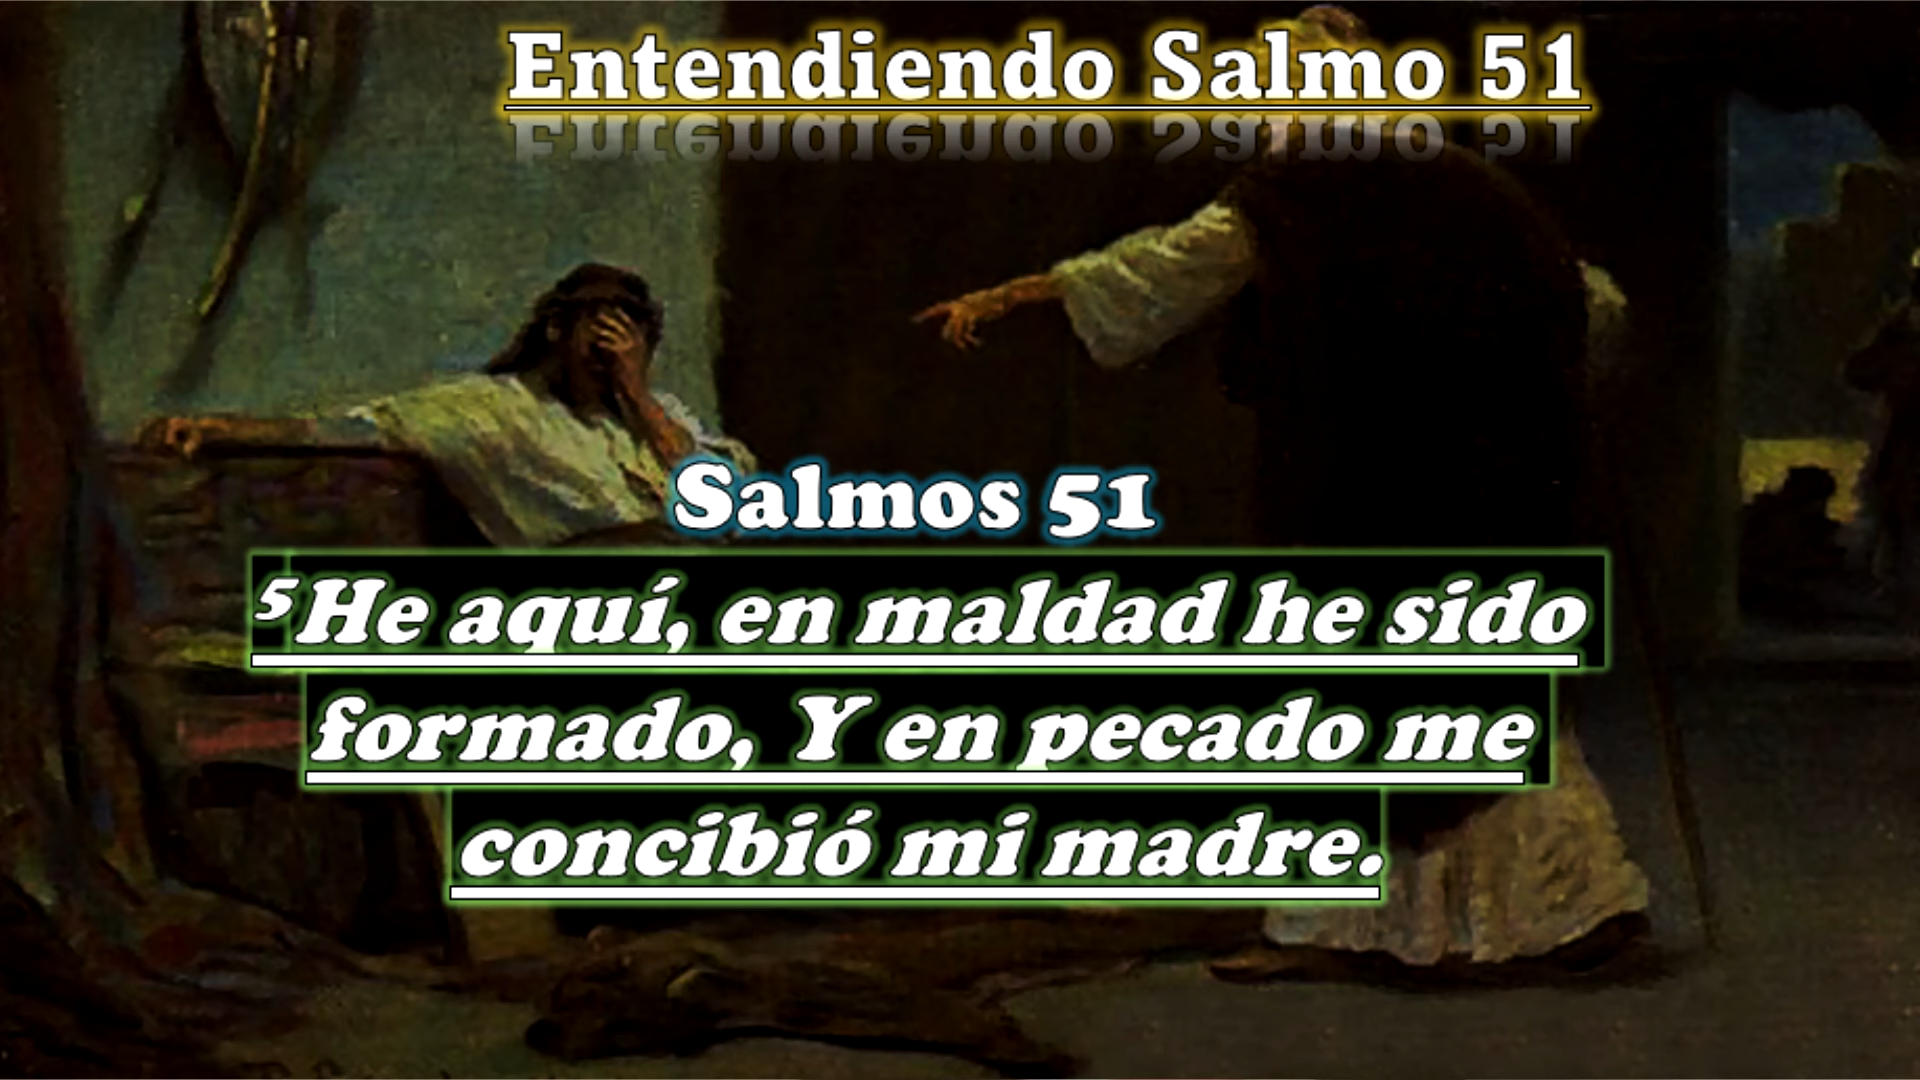 Entendiendo Salmo 51
Salmos 51
⁵He aquí, en maldad he sido
formado, Y en pecado me
concibió mi madre.